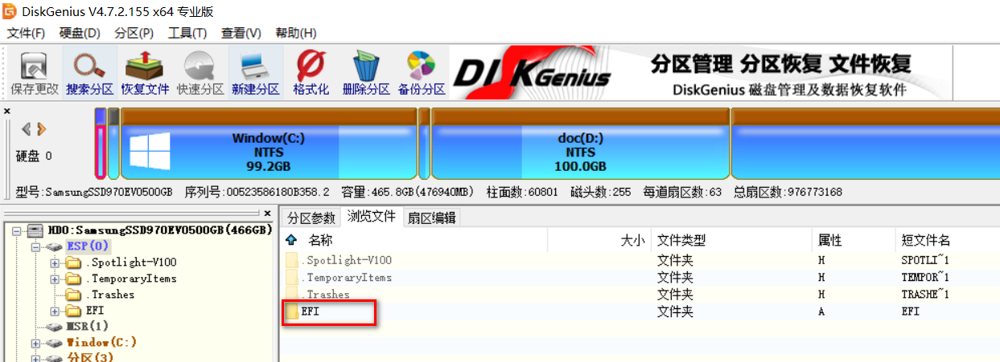 DiskGenius V4.7.2.155 x64 专业版
文件(F) 硬盘(D) 分区(P) 工具(T) 查看(V) 帮助(H)
保存更改 搜索分区 恢复文件 快速分区 新建分区 格式化 删除分区 备份分区
DISKGENIUS
分区管理 分区恢复 文件恢复
DiskGenius 磁盘管理及数据恢复软件
硬盘 0
Window(C:)
NTFS
99.2GB
doc(D:)
NTFS
100.0GB
型号:SamsungSSD970EVO500GB 序列号:00523586180B358.2 容量:465.8GB(476940MB) 柱面数:60801 磁头数:255 每道扇区数:63 总扇区数:976773168
HD0:SamsungSSD970EVO500GB(466GB)
ESP(0)
.Spotlight-V100
.TemporaryItems
.Trashes
EFI
MSR(1)
Window(C:)
分区(3)
分区参数 浏览文件 扇区编辑
名称 大小 文件类型 属性 短文件名
.Spotlight-V100 文件夹 H SPOTLI~1
.TemporaryItems 文件夹 H TEMPOR~1
.Trashes 文件夹 H TRASHE~1
EFI 文件夹 A EFI